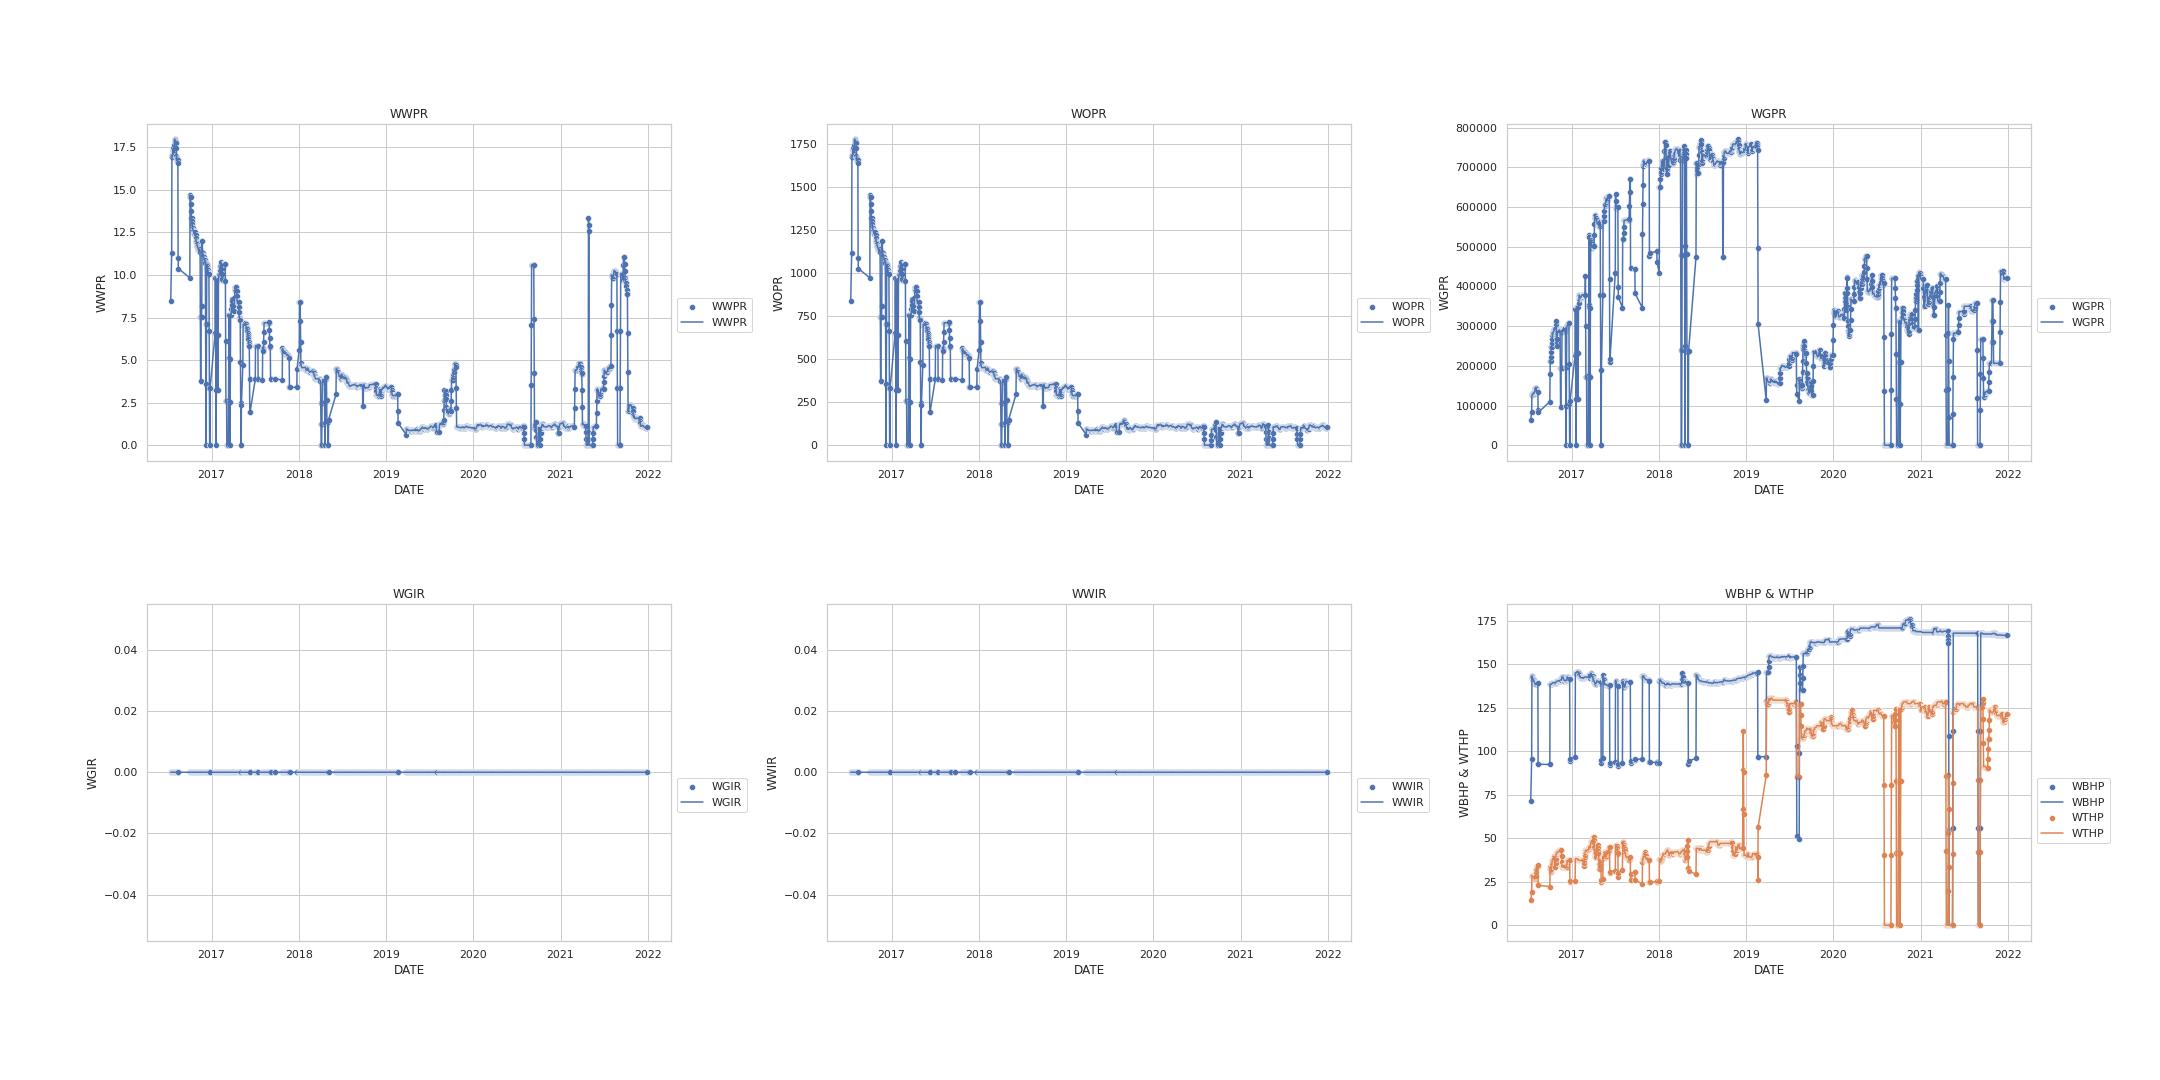 WWPR
17.5
15.0
12.5
10.0
7.5
5.0
2.5
0.0
WWPR
2017 2018 2019 2020 2021 2022
DATE
WWPR
WWPR
WOPR
1750
1500
1250
1000
750
500
250
0
WOPR
2017 2018 2019 2020 2021 2022
DATE
WOPR
WOPR
WGPR
800000
700000
600000
500000
400000
300000
200000
100000
0
WGPR
2017 2018 2019 2020 2021 2022
DATE
WGPR
WGPR
WGIR
0.04
0.02
0.00
−0.02
−0.04
WGIR
2017 2018 2019 2020 2021 2022
DATE
WGIR
WGIR
WWIR
0.04
0.02
0.00
−0.02
−0.04
WWIR
2017 2018 2019 2020 2021 2022
DATE
WWIR
WWIR
WBHP & WTHP
175
150
125
100
75
50
25
0
WBHP & WTHP
2017 2018 2019 2020 2021 2022
DATE
WBHP
WBHP
WTHP
WTHP